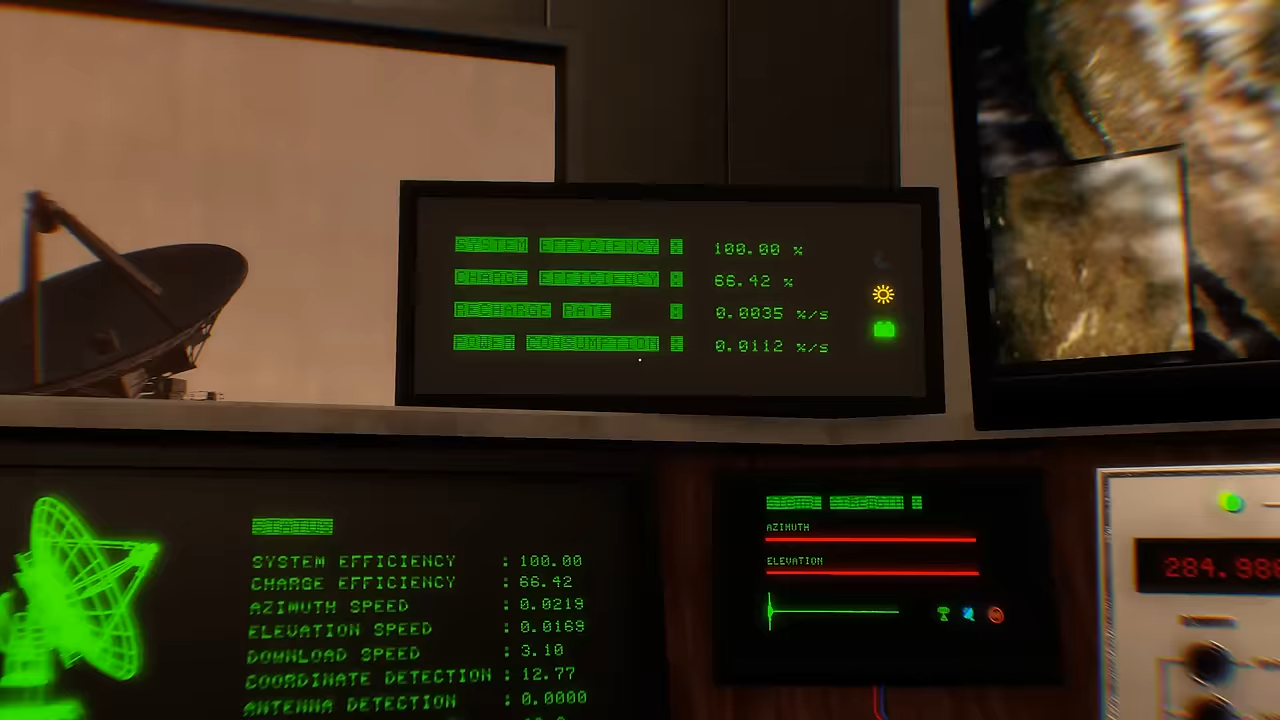 SYSTEM EFFICIENCY : 100.00 %
CHARGE EFFICIENCY : 66.42 %
RECHARGE RATE : 0.0035 %/s
POWER CONSUMPTION : 0.0112 %/s
STATUS
SYSTEM EFFICIENCY : 100.00
CHARGE EFFICIENCY : 66.42
AZIMUTH SPEED : 0.0219
ELEVATION SPEED : 0.0169
DOWNLOAD SPEED : 3.10
COORDINATE DETECTION : 12.77
ANTENNA DETECTION : 0.0000
AZIMUTH
ELEVATION
284.980